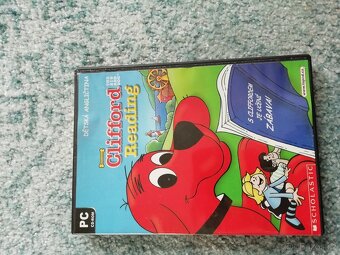 DĚTSKÁ ANGLIČTINA
Clifford
Reading
S CLIFFORDEM
JE UČENÍ
ZÁBAVA!
PC
CD-ROM
SCHOLASTIC